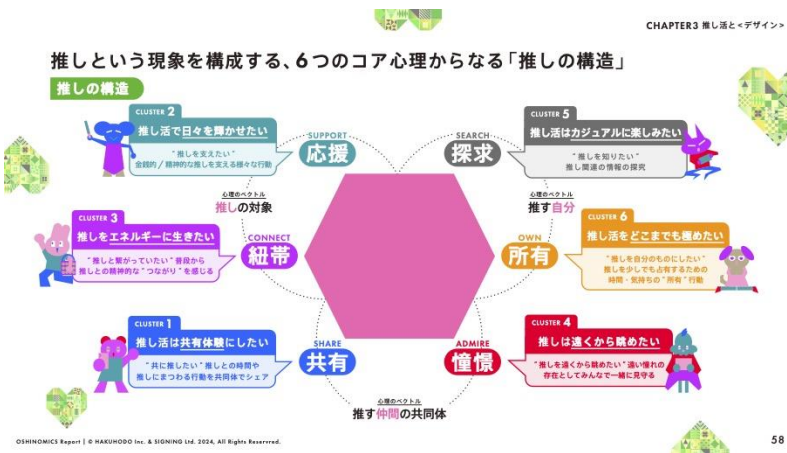 CHAPTER3 推し活と<デザイン>
推しという現象を構成する、6つのコア心理からなる「推しの構造」
推しの構造
CLUSTER 2
推し活で日々を輝かせたい
"推しを支えたい"
金銭的/精神的な推しを支える様々な行動
SUPPORT
応援
SEARCH
探求
CLUSTER 5
推し活はカジュアルに楽しみたい
"推しを知りたい"
推し関連の情報の探究
心理のベクトル
推しの対象
心理のベクトル
推す自分
CLUSTER 3
推しをエネルギーに生きたい
"推しと繋がっていたい"普段から
推しとの精神的な"つながり"を感じる
CONNECT
紐帯
OWN
所有
CLUSTER 6
推し活をどこまでも極めたい
"推しを自分のものにしたい"
推しを少しでも占有するための
時間・気持ちの"所有"行動
CLUSTER 1
推し活は共有体験にしたい
"共に推したい"推しとの時間や
推しにまつわる行動を共同体でシェア
SHARE
共有
ADMIRE
憧憬
CLUSTER 4
推しは遠くから眺めたい
"推しを遠くから眺めたい"遠い憧れの
存在としてみんなで一緒に見守る
心理のベクトル
推す仲間の共同体
OSHINOMICS Report | © HAKUHODO Inc. & SIGNING Ltd. 2024, All Rights Reserved.
58